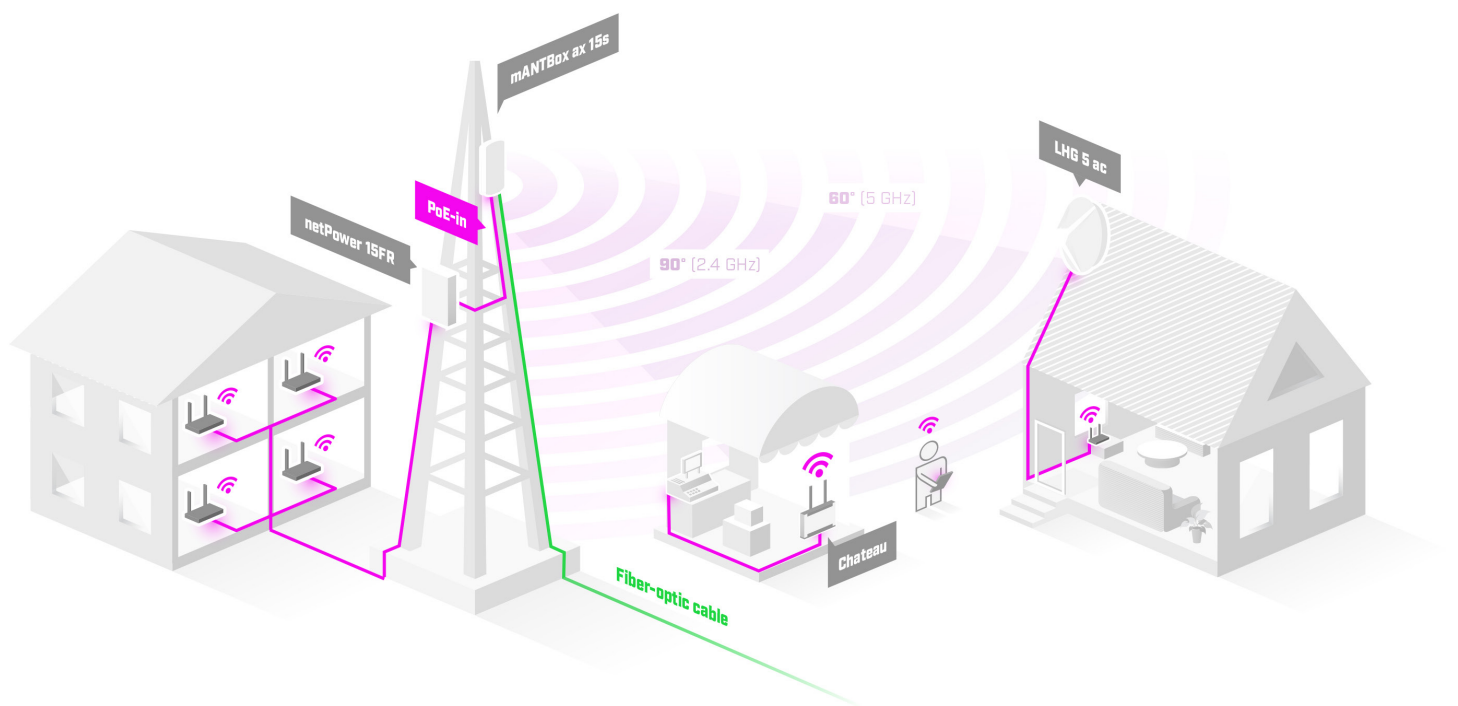 mANTBox ax 15s
LHG 5 ac
PoE-in
60° (5 GHz)
netPower 15FR
90° (2.4 GHz)
Chateau
Fiber-optic cable